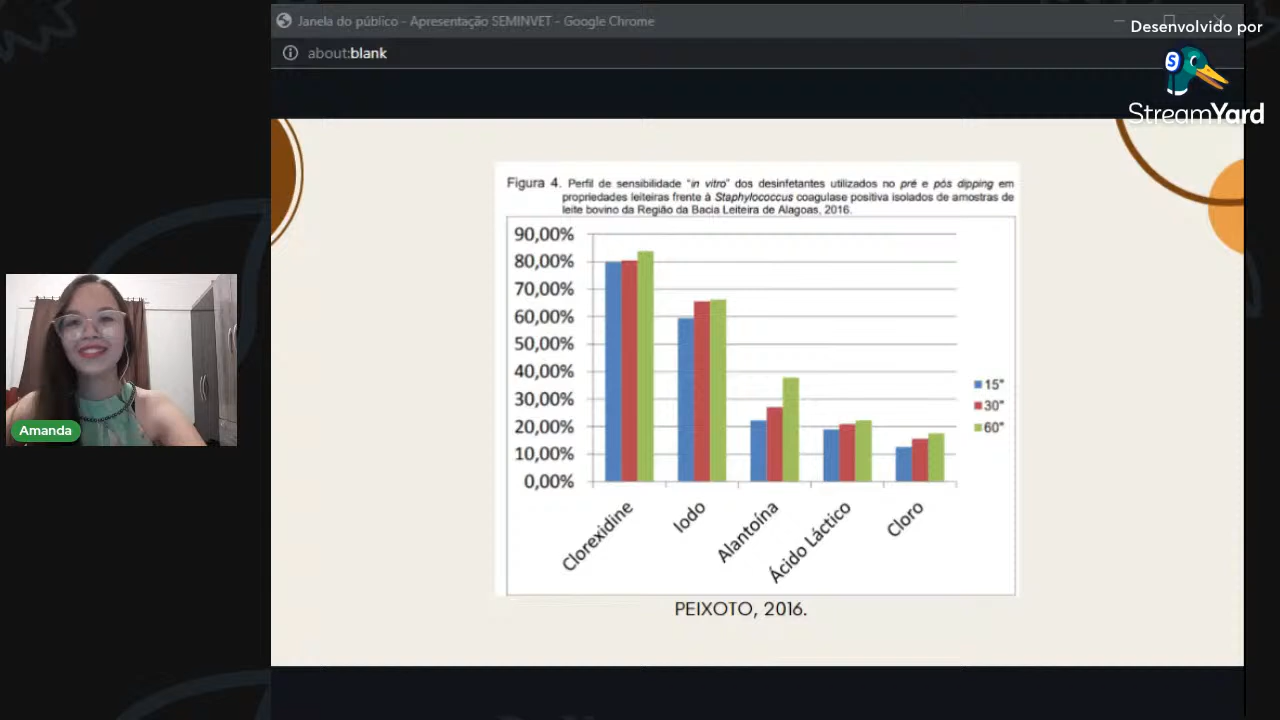 Janela do público - Apresentação SEMINVET - Google Chrome
about:blank
Desenvolvido por
S
StreamYard
Figura 4. Perfil de sensibilidade “in vitro” dos desinfetantes utilizados no pré e pós dipping em
propriedades leiteiras frente à Staphylococcus coagulase positiva isolados de amostras de
leite bovino da Região da Bacia Leiteira de Alagoas, 2016.
90,00%
80,00%
70,00%
60,00%
50,00%
40,00%
30,00%
20,00%
10,00%
0,00%
15"
30"
60"
Clorexidine
Iodo
Alantoína
Ácido Láctico
Cloro
PEIXOTO, 2016.
Amanda